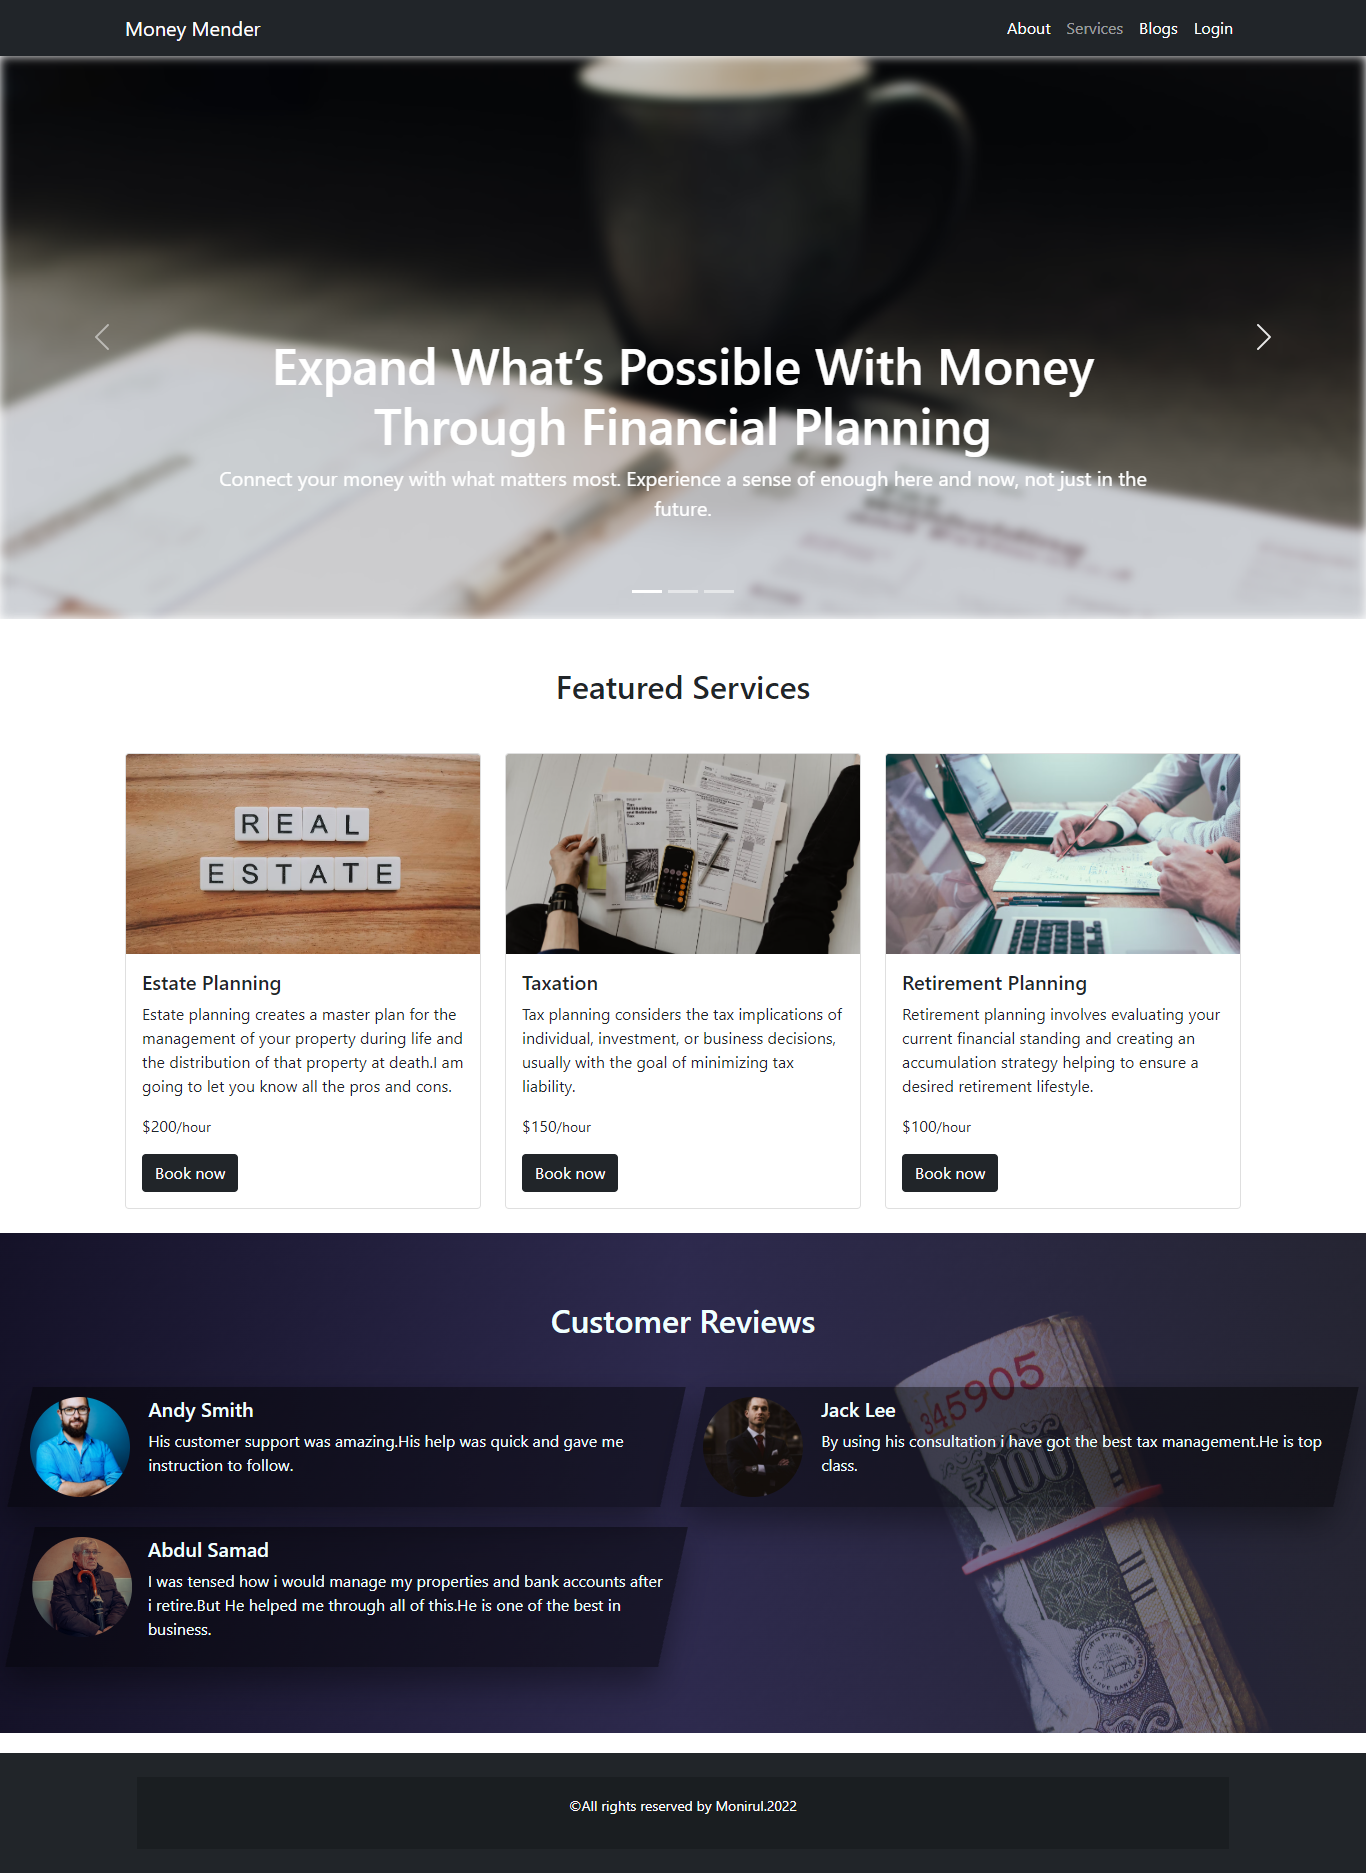 Money Mender
About Services Blogs Login
Expand What’s Possible With Money
Through Financial Planning
Connect your money with what matters most. Experience a sense of enough here and now, not just in the
future.
Featured Services
REAL
ESTATE
Estate Planning
Estate planning creates a master plan for the
management of your property during life and
the distribution of that property at death.I am
going to let you know all the pros and cons.
$200/hour
Book now
Taxation
Tax planning considers the tax implications of
individual, investment, or business decisions,
usually with the goal of minimizing tax
liability.
$150/hour
Book now
Retirement Planning
Retirement planning involves evaluating your
current financial standing and creating an
accumulation strategy helping to ensure a
desired retirement lifestyle.
$100/hour
Book now
Customer Reviews
345905
₹100
Andy Smith
His customer support was amazing.His help was quick and gave me
instruction to follow.
Jack Lee
By using his consultation i have got the best tax management.He is top
class.
Abdul Samad
I was tensed how i would manage my properties and bank accounts after
i retire.But He helped me through all of this.He is one of the best in
business.
©All rights reserved by Monirul.2022